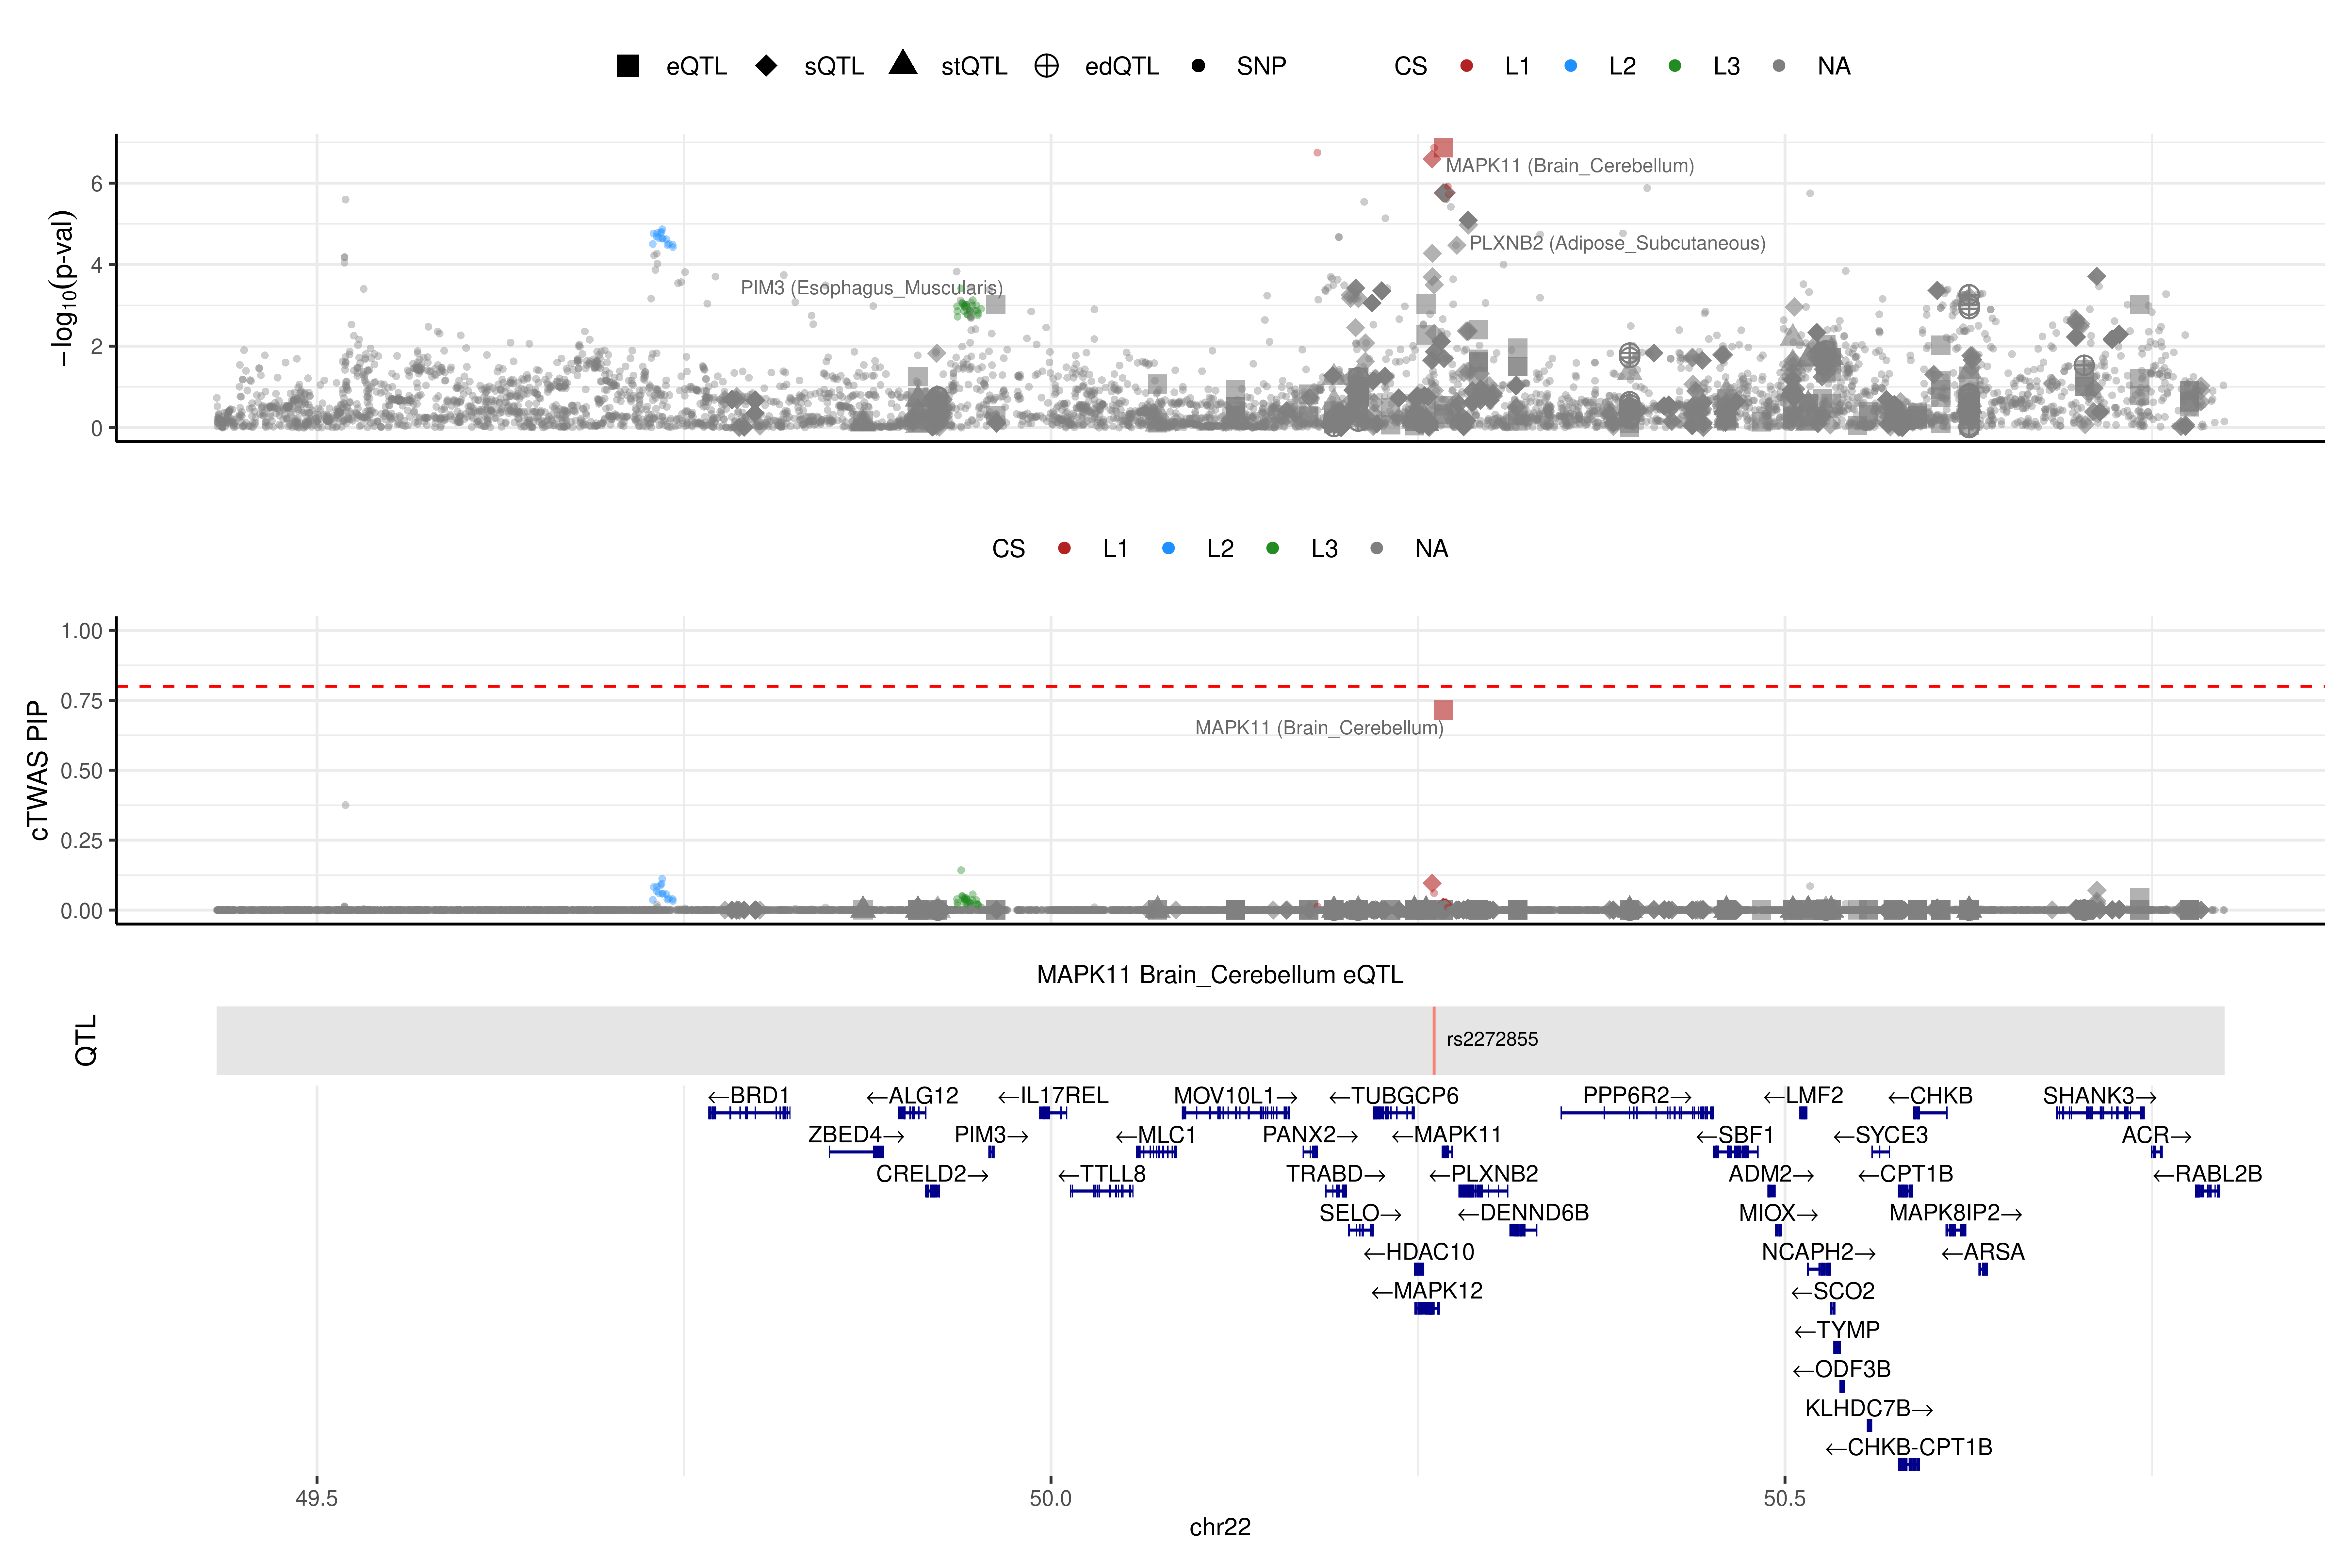 eQTL sQTL stQTL edQTL SNP CS L1 L2 L3 NA
−log10(p-val)
6
4
2
0
MAPK11 (Brain_Cerebellum)
PLXNB2 (Adipose_Subcutaneous)
PIM3 (Esophagus_Muscularis)
CS L1 L2 L3 NA
cTWAS PIP
1.00
0.75
0.50
0.25
0.00
MAPK11 (Brain_Cerebellum)
MAPK11 Brain_Cerebellum eQTL
QTL
rs2272855
←BRD1 ←ALG12 ←IL17REL MOV10L1→ ←TUBGCP6 PPP6R2→ ←LMF2 ←CHKB SHANK3→
ZBED4→ PIM3→ ←MLC1 PANX2→ ←MAPK11 ←SBF1 ←SYCE3 ACR→
CRELD2→ ←TTLL8 TRABD→ ←PLXNB2 ADM2→ ←CPT1B ←RABL2B
SELO→ ←DENND6B MIOX→ MAPK8IP2→
←HDAC10 NCAPH2→ ←ARSA
←MAPK12 ←SCO2
←TYMP
←ODF3B
KLHDC7B→
←CHKB-CPT1B
49.5 50.0 50.5
chr22